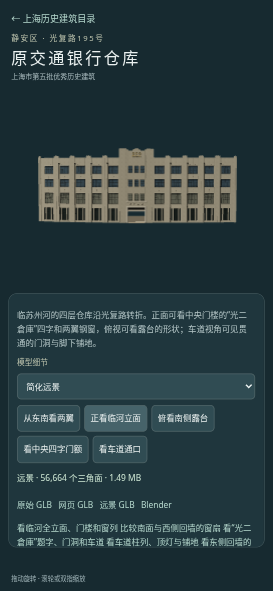 ← 上海历史建筑目录
静安区 · 光复路195号
原交通银行仓库
上海市第五批优秀历史建筑
临苏州河的四层仓库沿光复路转折。正面可看中央门楼的“光二
倉庫”四字和两翼钢窗，俯视可看露台的形状；车道视角可见贯
通的门洞与脚下铺地。
模型细节
简化远景
从东南看两翼
正看临河立面
俯看南侧露台
看中央四字门额
看车道通口
远景 · 56,664 个三角面 · 1.49 MB
原始 GLB 网页 GLB 远景 GLB Blender
看临河全立面、门楼和窗列 比较南面与西侧回墙的窗扇 看“光二
倉庫”题字、门洞和车道 看车道柱列、顶灯与铺地 看东侧回墙的
拖动旋转 · 滚轮或双指缩放